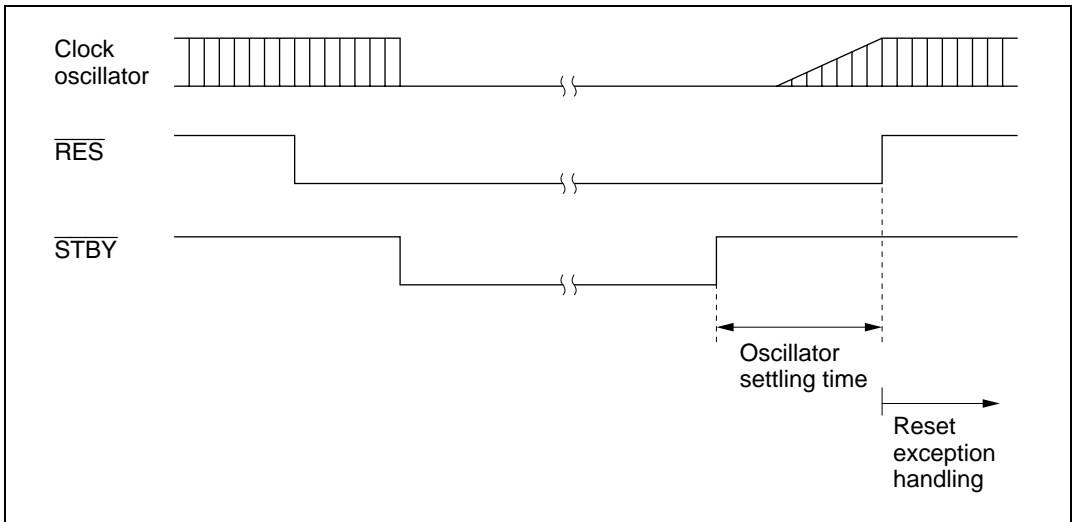 Clock
oscillator
RES
STBY
Oscillator
settling time
Reset
exception
handling